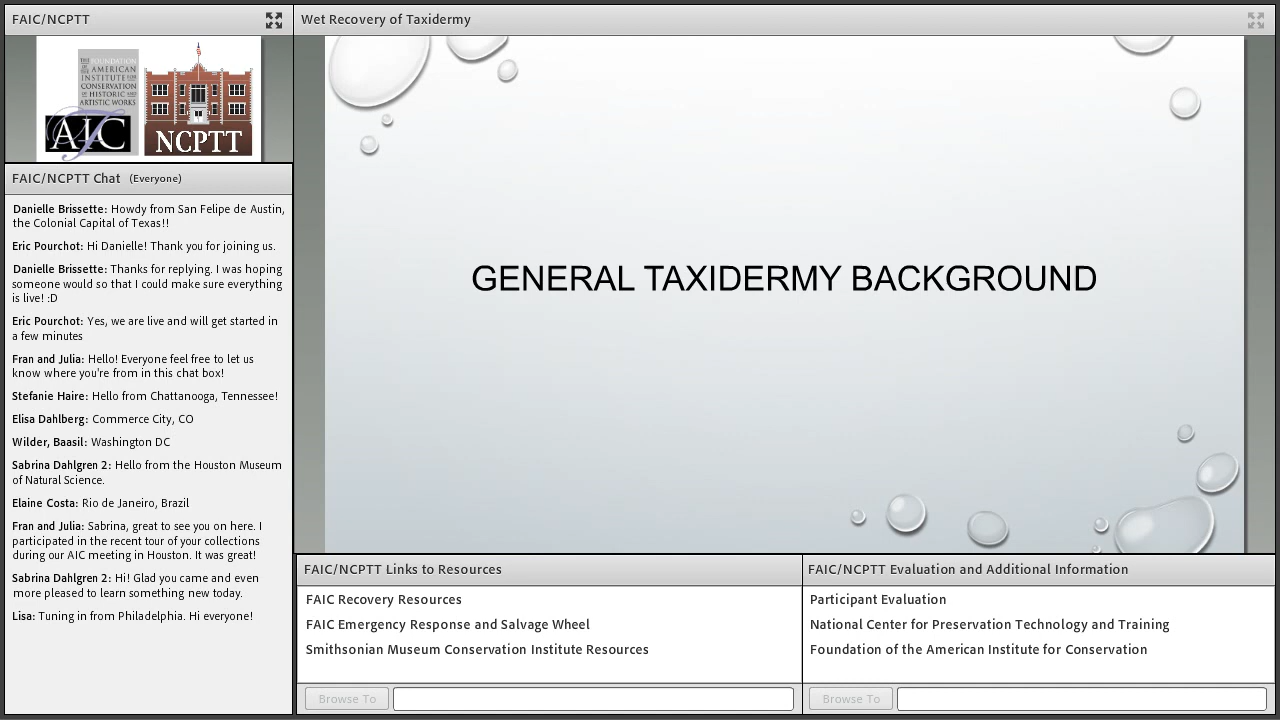 FAIC/NCPTT
THE FOUNDATION
OF THE AMERICAN
INSTITUTE FOR
CONSERVATION
OF HISTORIC AND
ARTISTIC WORKS
AIC
NCPTT
FAIC/NCPTT Chat (Everyone)
Danielle Brissette: Howdy from San Felipe de Austin,
the Colonial Capital of Texas!!
Eric Pourchot: Hi Danielle! Thank you for joining us.
Danielle Brissette: Thanks for replying. I was hoping
someone would so that I could make sure everything
is live! :D
Eric Pourchot: Yes, we are live and will get started in
a few minutes
Fran and Julia: Hello! Everyone feel free to let us
know where you're from in this chat box!
Stefanie Haire: Hello from Chattanooga, Tennessee!
Elisa Dahlberg: Commerce City, CO
Wilder, Baasil: Washington DC
Sabrina Dahlgren 2: Hello from the Houston Museum
of Natural Science.
Elaine Costa: Rio de Janeiro, Brazil
Fran and Julia: Sabrina, great to see you on here. I
participated in the recent tour of your collections
during our AIC meeting in Houston. It was great!
Sabrina Dahlgren 2: Hi! Glad you came and even
more pleased to learn something new today.
Lisa: Tuning in from Philadelphia. Hi everyone!
Wet Recovery of Taxidermy
GENERAL TAXIDERMY BACKGROUND
FAIC/NCPTT Links to Resources
FAIC Recovery Resources
FAIC Emergency Response and Salvage Wheel
Smithsonian Museum Conservation Institute Resources
Browse To
FAIC/NCPTT Evaluation and Additional Information
Participant Evaluation
National Center for Preservation Technology and Training
Foundation of the American Institute for Conservation
Browse To